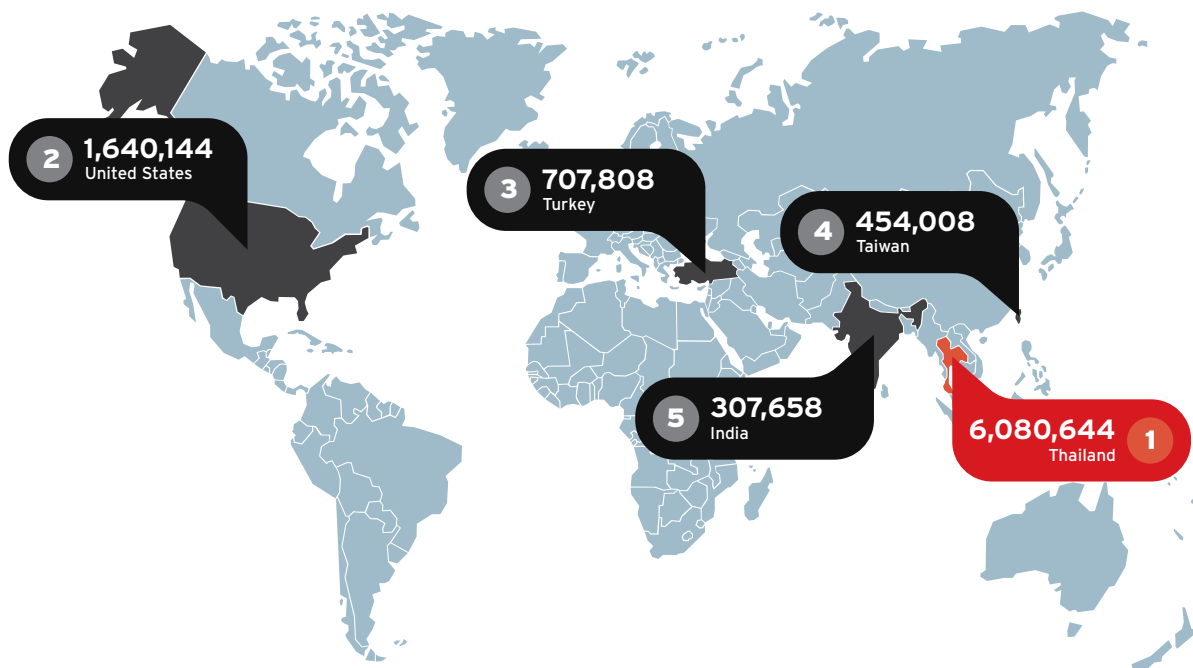 2
1,640,144
United States
3
707,808
Turkey
4
454,008
Taiwan
5
307,658
India
6,080,644
Thailand
1